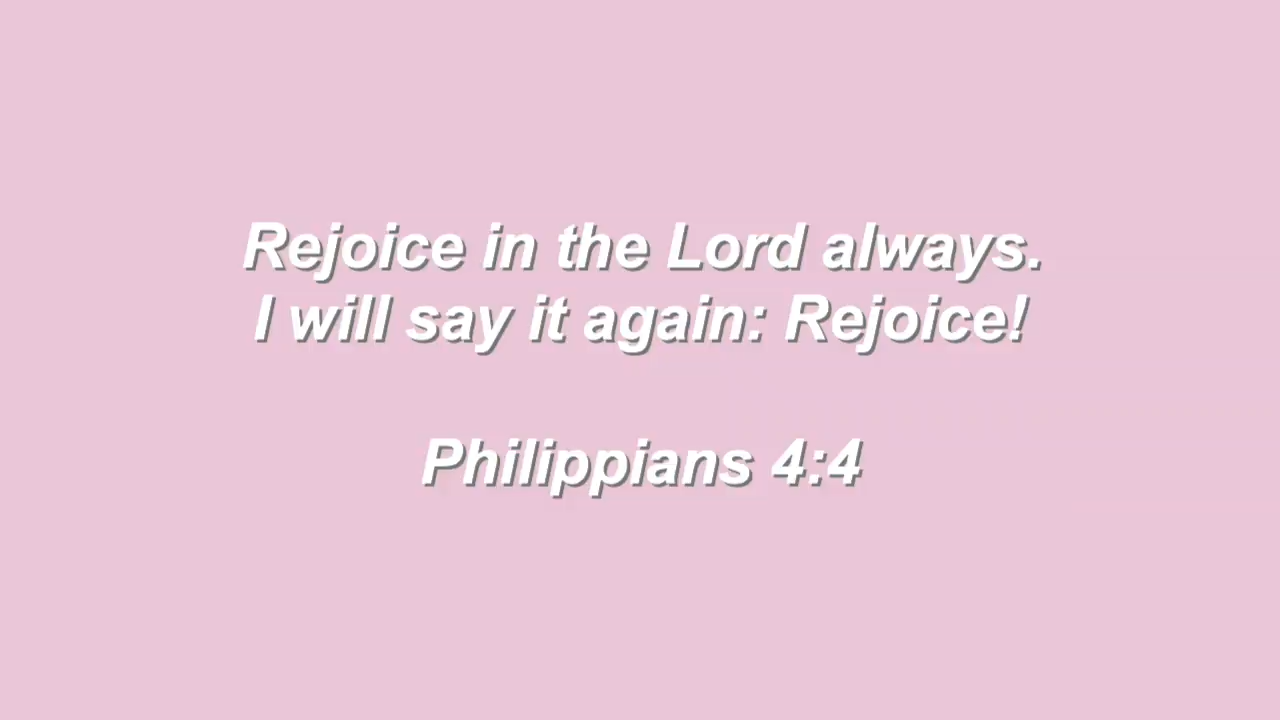 Rejoice in the Lord always.
I will say it again: Rejoice!
Philippians 4:4